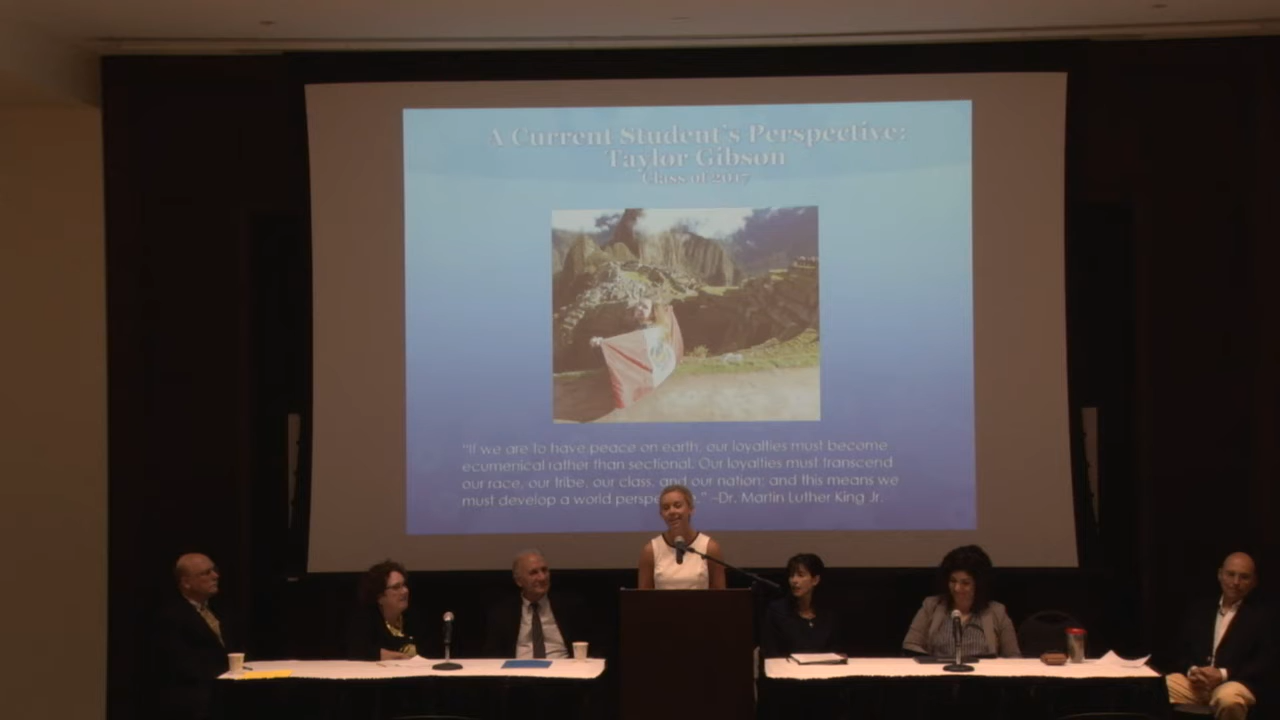 A Current Student's Perspective:
Taylor Gibson
Class of 2017
"If we are to have peace on earth, our loyalties must become
ecumenical rather than sectional. Our loyalties must transcend
our race, our tribe, our class, and our nation; and this means we
must develop a world perspe ." –Dr. Martin Luther King Jr.